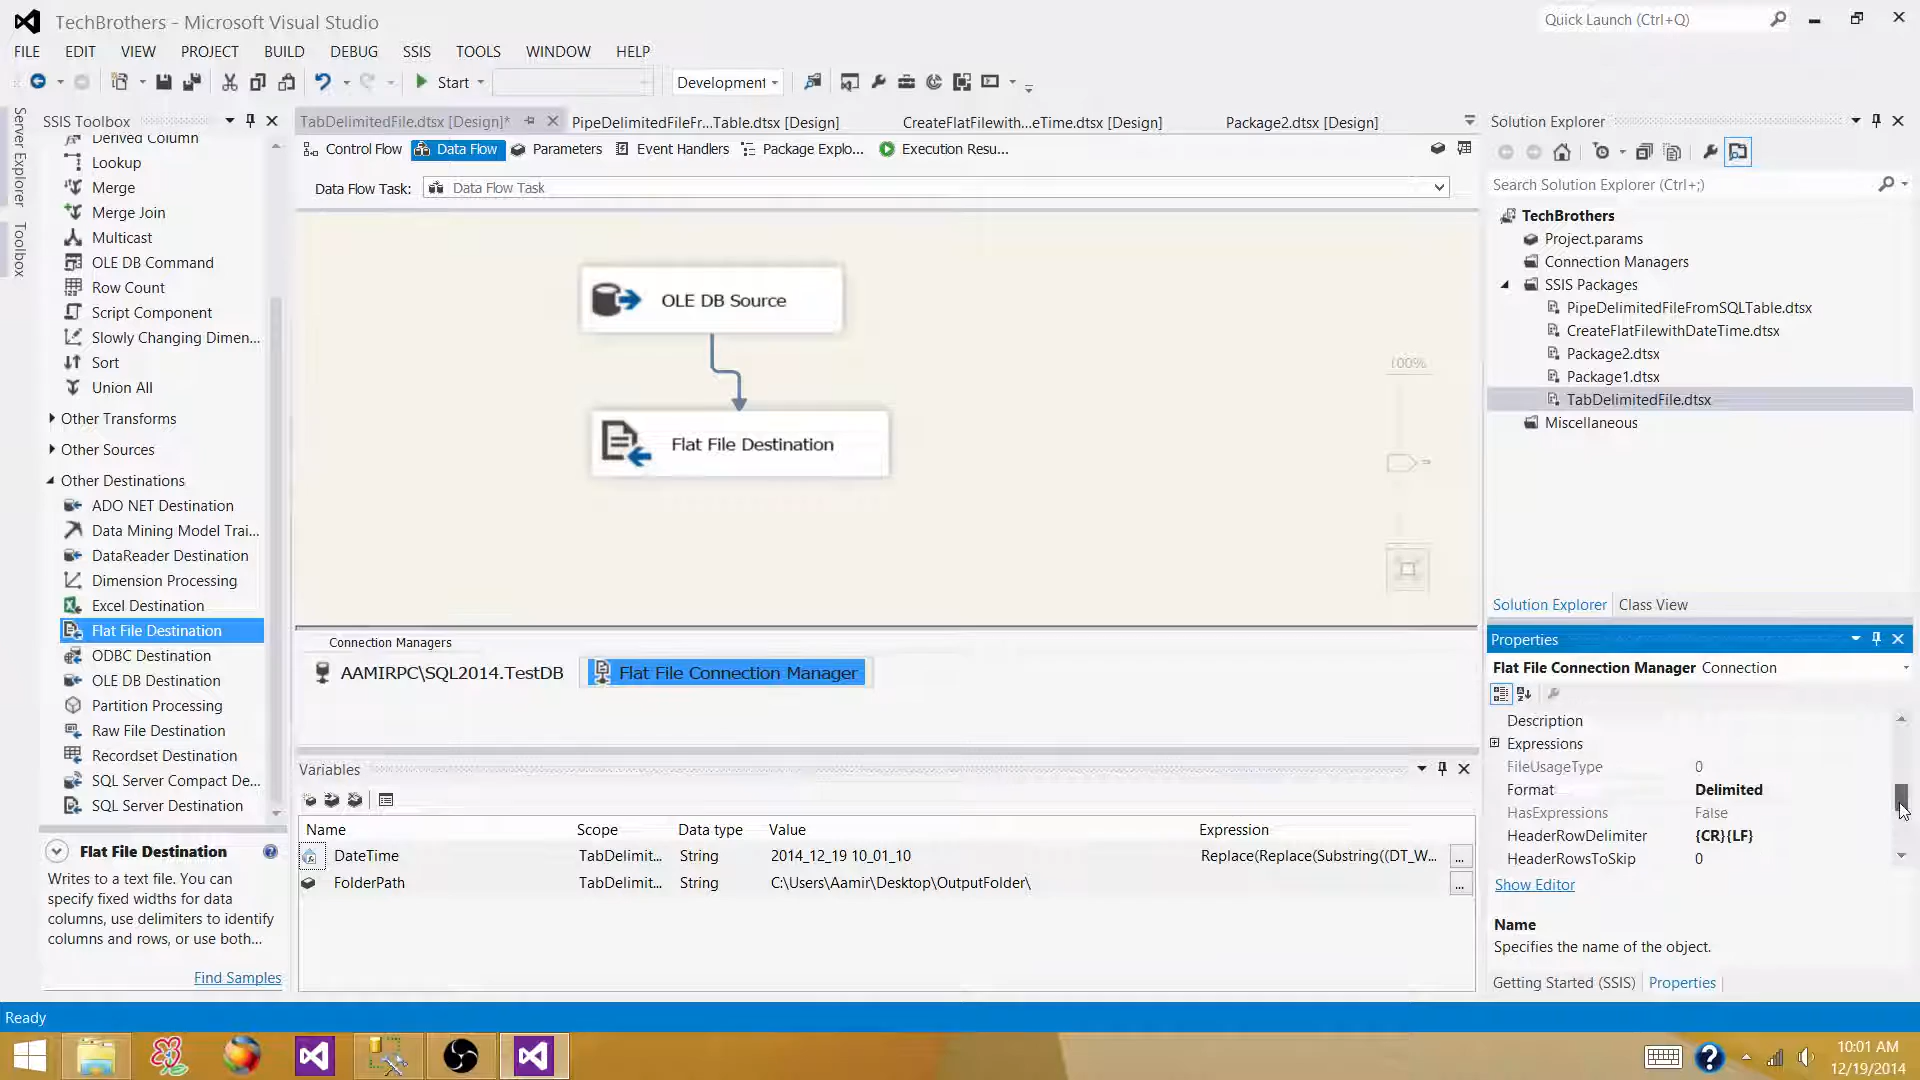 TechBrothers - Microsoft Visual Studio
Quick Launch (Ctrl+Q)
FILE EDIT VIEW PROJECT BUILD DEBUG SSIS TOOLS WINDOW HELP
Start
Development
Server Explorer
Toolbox
SSIS Toolbox
Derived Column
Lookup
Merge
Merge Join
Multicast
OLE DB Command
Row Count
Script Component
Slowly Changing Dimen...
Sort
Union All
Other Transforms
Other Sources
Other Destinations
ADO NET Destination
Data Mining Model Trai...
DataReader Destination
Dimension Processing
Excel Destination
Flat File Destination
ODBC Destination
OLE DB Destination
Partition Processing
Raw File Destination
Recordset Destination
SQL Server Compact De...
SQL Server Destination
Flat File Destination
Writes to a text file. You can
specify fixed widths for data
columns, use delimiters to identify
columns and rows, or use both...
Find Samples
TabDelimitedFile.dtsx [Design]*
PipeDelimitedFileFr...Table.dtsx [Design]
CreateFlatFilewith...eTime.dtsx [Design]
Package2.dtsx [Design]
Control Flow
Data Flow
Parameters
Event Handlers
Package Explo...
Execution Resu...
Data Flow Task:
Data Flow Task
OLE DB Source
Flat File Destination
100%
Connection Managers
AAMIRPC\SQL2014.TestDB
Flat File Connection Manager
Variables
Name Scope Data type Value Expression
DateTime TabDelimit... String 2014_12_19 10_01_10 Replace(Replace(Substring((DT_W... ...
FolderPath TabDelimit... String C:\Users\Aamir\Desktop\OutputFolder\ ...
Solution Explorer
Search Solution Explorer (Ctrl+;)
TechBrothers
Project.params
Connection Managers
SSIS Packages
PipeDelimitedFileFromSQLTable.dtsx
CreateFlatFilewithDateTime.dtsx
Package2.dtsx
Package1.dtsx
TabDelimitedFile.dtsx
Miscellaneous
Solution Explorer
Class View
Properties
Flat File Connection Manager Connection
Description
Expressions
FileUsageType 0
Format Delimited
HasExpressions False
HeaderRowDelimiter {CR}{LF}
HeaderRowsToSkip 0
Show Editor
Name
Specifies the name of the object.
Getting Started (SSIS)
Properties
Ready
10:01 AM
12/19/2014